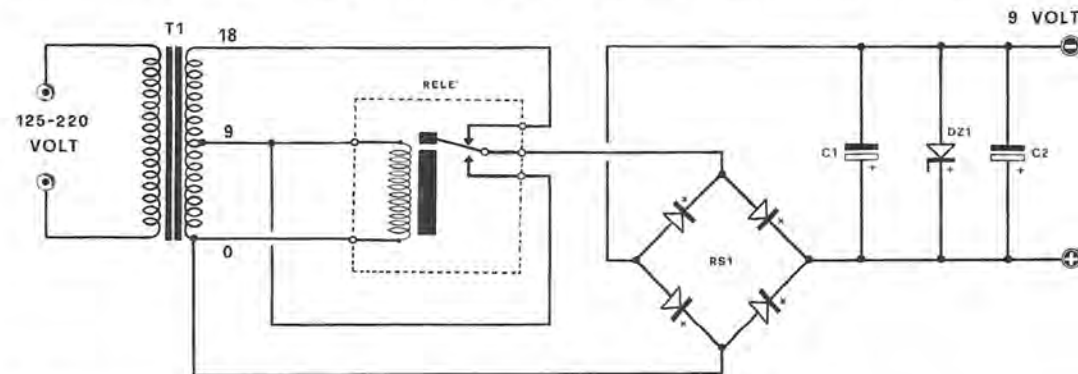 9 VOLT
T1
18
RELE'
125-220
VOLT
9
DZ1
C1
C2
+
+
+
RS1
0